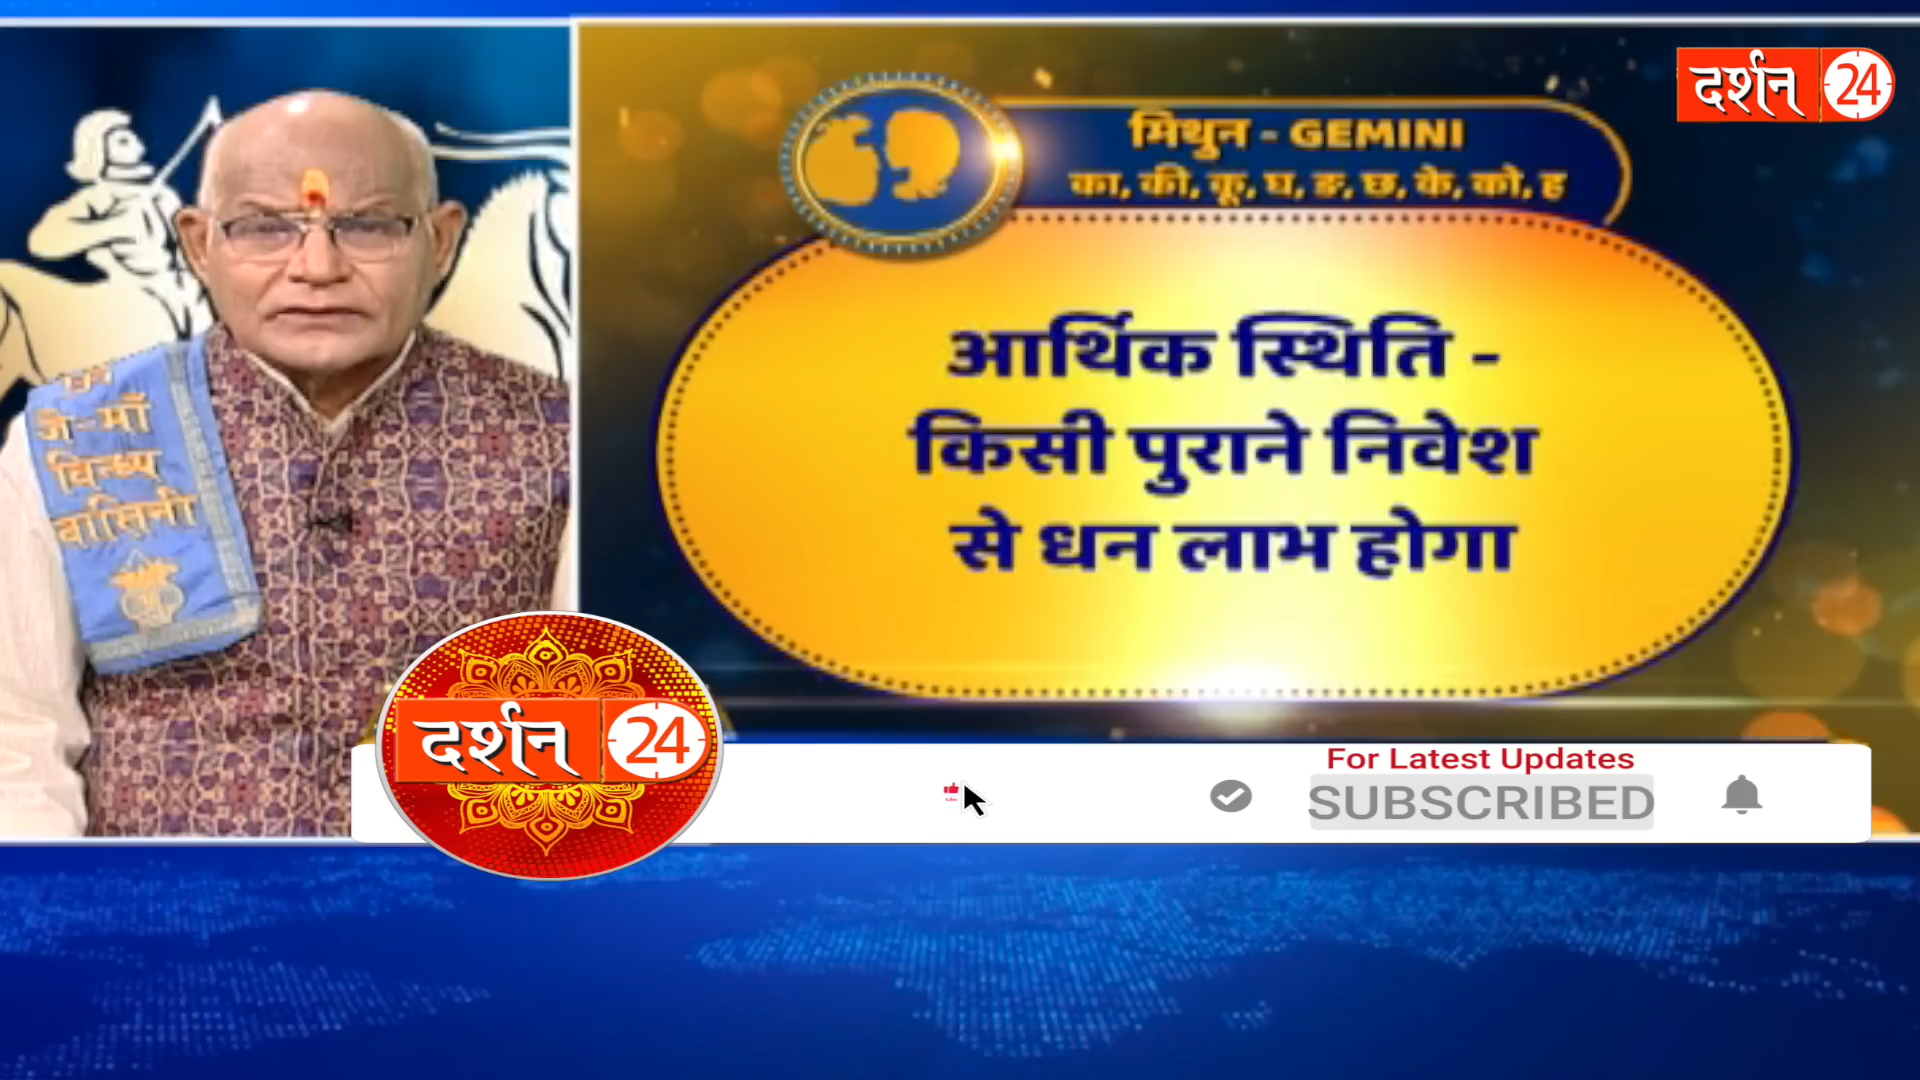 दर्शन 24
मिथुन - GEMINI
का, की, कू, घ, ङ, छ, के, को, ह
आर्थिक स्थिति -
किसी पुराने निवेश
से धन लाभ होगा
जै-माँ
विन्ध्य
वासिनी
दर्शन 24
For Latest Updates
SUBSCRIBED